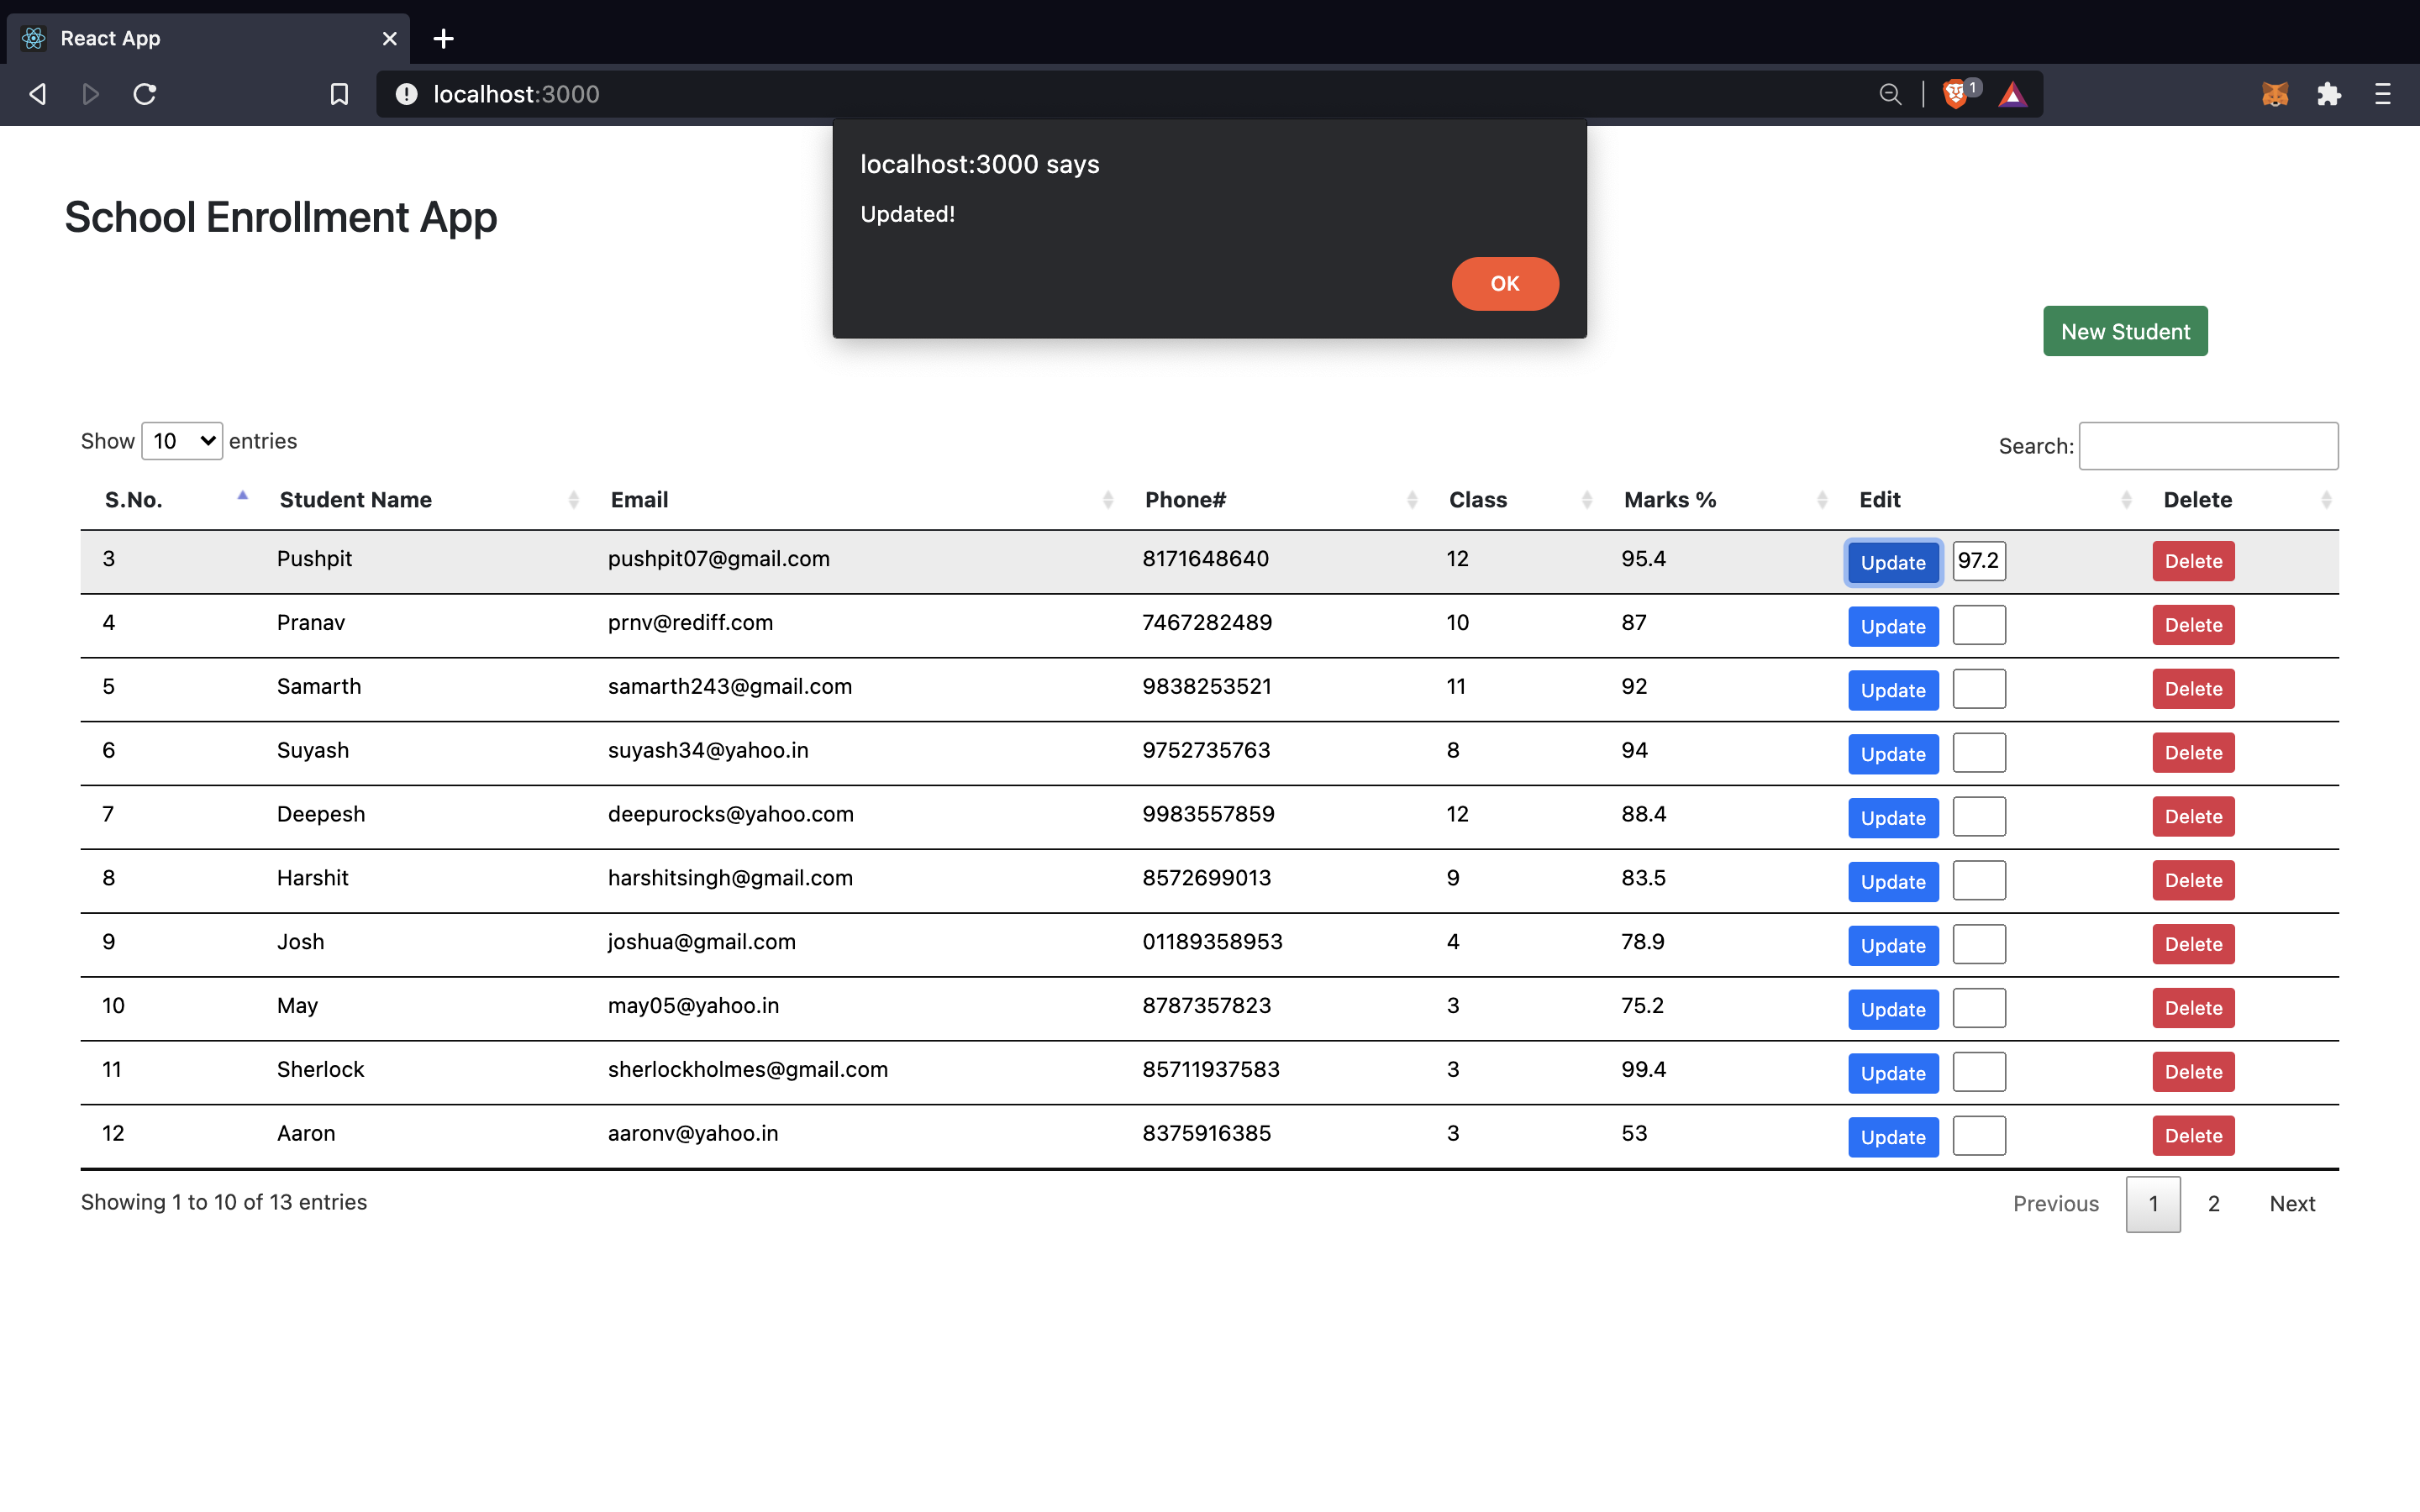 React App
localhost:3000
1
localhost:3000 says
Updated!
OK
School Enrollment App
New Student
Show 10 entries
Search:
S.No. Student Name Email Phone# Class Marks % Edit Delete
3 Pushpit pushpit07@gmail.com 8171648640 12 95.4 Update 97.2 Delete
4 Pranav prnv@rediff.com 7467282489 10 87 Update Delete
5 Samarth samarth243@gmail.com 9838253521 11 92 Update Delete
6 Suyash suyash34@yahoo.in 9752735763 8 94 Update Delete
7 Deepesh deepurocks@yahoo.com 9983557859 12 88.4 Update Delete
8 Harshit harshitsingh@gmail.com 8572699013 9 83.5 Update Delete
9 Josh joshua@gmail.com 01189358953 4 78.9 Update Delete
10 May may05@yahoo.in 8787357823 3 75.2 Update Delete
11 Sherlock sherlockholmes@gmail.com 85711937583 3 99.4 Update Delete
12 Aaron aaronv@yahoo.in 8375916385 3 53 Update Delete
Showing 1 to 10 of 13 entries
Previous 1 2 Next